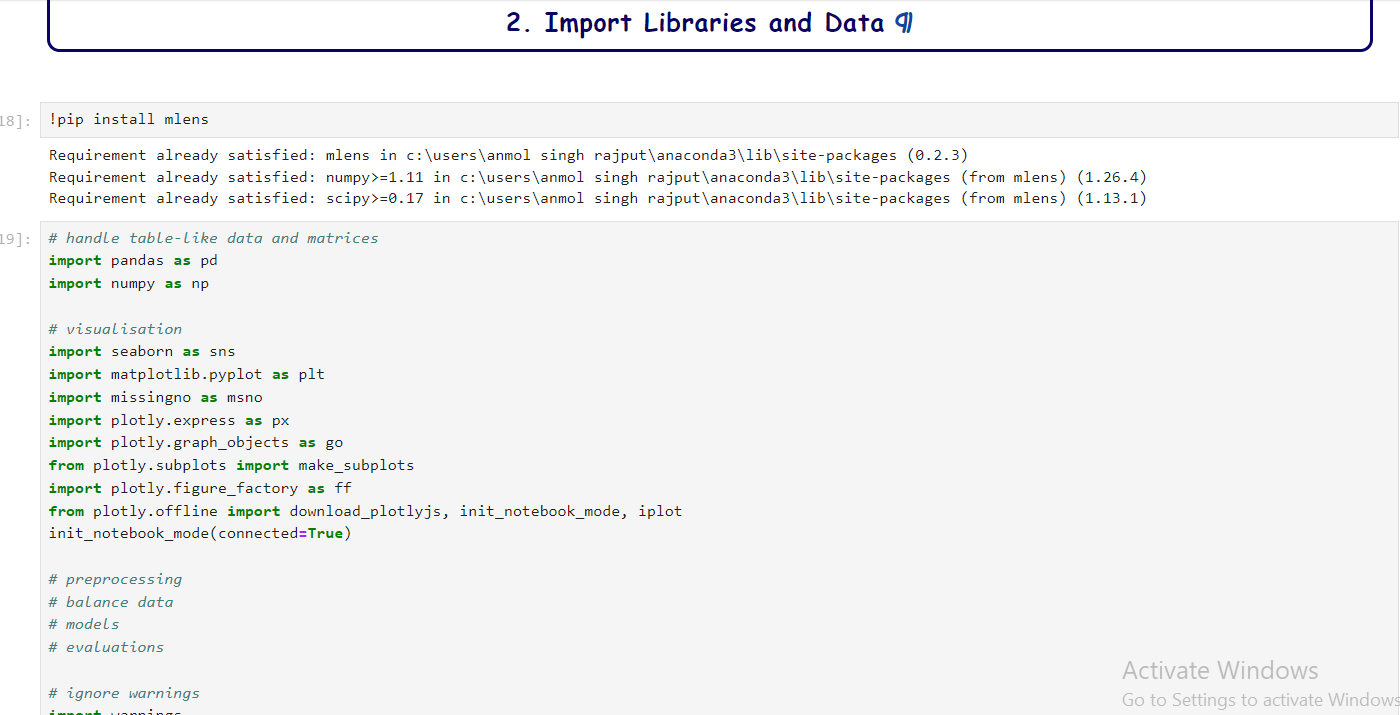 2. Import Libraries and Data ¶
18]:
!pip install mlens
Requirement already satisfied: mlens in c:\users\anmol singh rajput\anaconda3\lib\site-packages (0.2.3)
Requirement already satisfied: numpy>=1.11 in c:\users\anmol singh rajput\anaconda3\lib\site-packages (from mlens) (1.26.4)
Requirement already satisfied: scipy>=0.17 in c:\users\anmol singh rajput\anaconda3\lib\site-packages (from mlens) (1.13.1)
19]:
# handle table-like data and matrices
import pandas as pd
import numpy as np
# visualisation
import seaborn as sns
import matplotlib.pyplot as plt
import missingno as msno
import plotly.express as px
import plotly.graph_objects as go
from plotly.subplots import make_subplots
import plotly.figure_factory as ff
from plotly.offline import download_plotlyjs, init_notebook_mode, iplot
init_notebook_mode(connected=True)
# preprocessing
# balance data
# models
# evaluations
# ignore warnings
import warnings
Activate Windows
Go to Settings to activate Windows